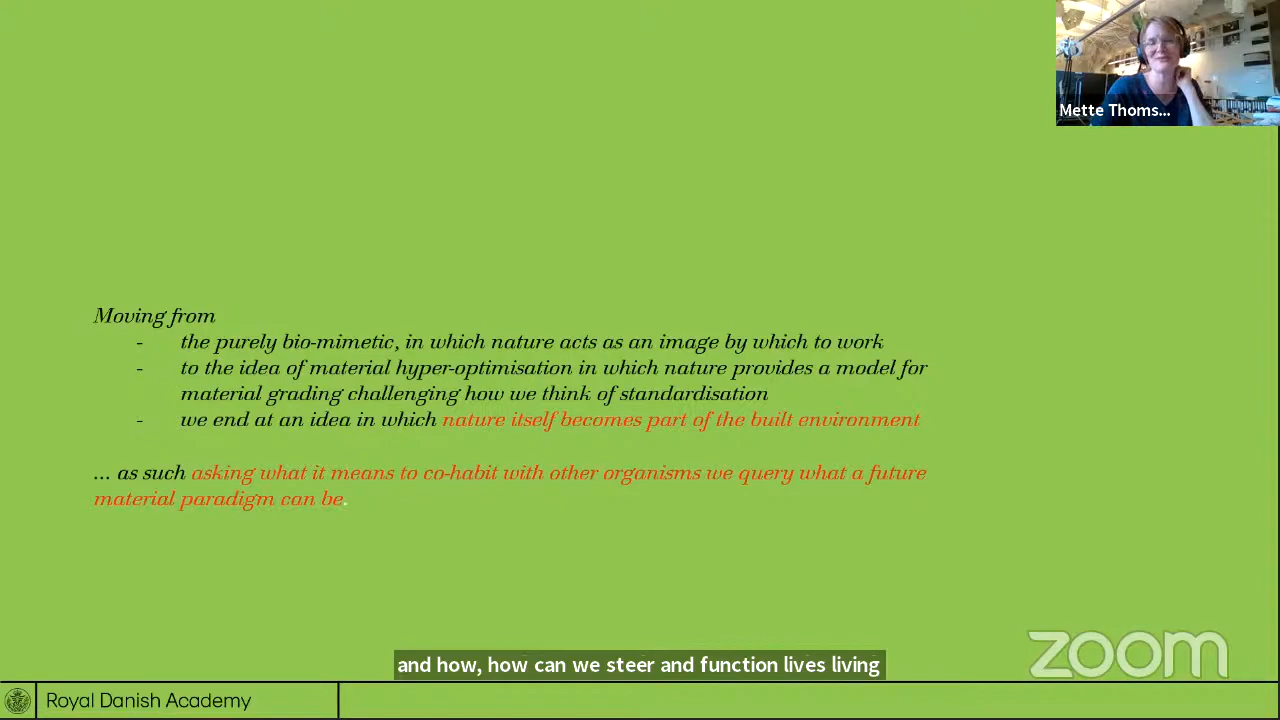 Mette Thoms...
Moving from
- the purely bio-mimetic, in which nature acts as an image by which to work
- to the idea of material hyper-optimisation in which nature provides a model for
material grading challenging how we think of standardisation
- we end at an idea in which nature itself becomes part of the built environment
... as such asking what it means to co-habit with other organisms we query what a future
material paradigm can be.
zoom
and how, how can we steer and function lives living
Royal Danish Academy